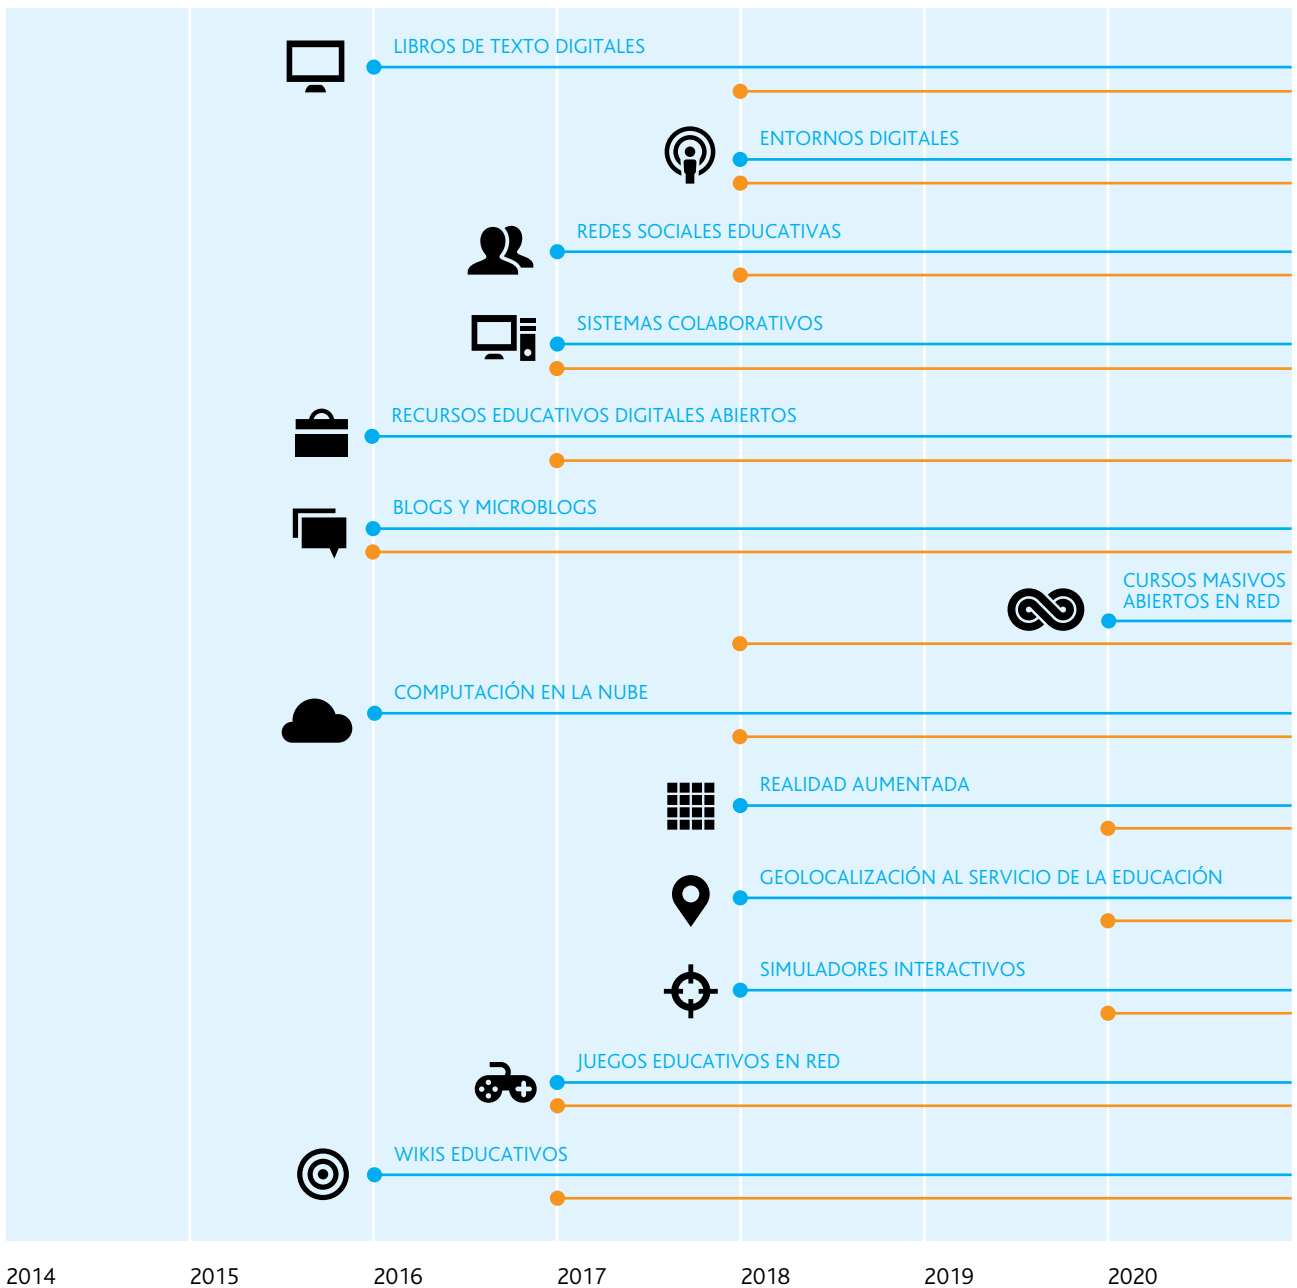 LIBROS DE TEXTO DIGITALES
ENTORNOS DIGITALES
REDES SOCIALES EDUCATIVAS
SISTEMAS COLABORATIVOS
RECURSOS EDUCATIVOS DIGITALES ABIERTOS
BLOGS Y MICROBLOGS
CURSOS MASIVOS
ABIERTOS EN RED
COMPUTACIÓN EN LA NUBE
REALIDAD AUMENTADA
GEOLOCALIZACIÓN AL SERVICIO DE LA EDUCACIÓN
SIMULADORES INTERACTIVOS
JUEGOS EDUCATIVOS EN RED
WIKIS EDUCATIVOS
2014 2015 2016 2017 2018 2019 2020